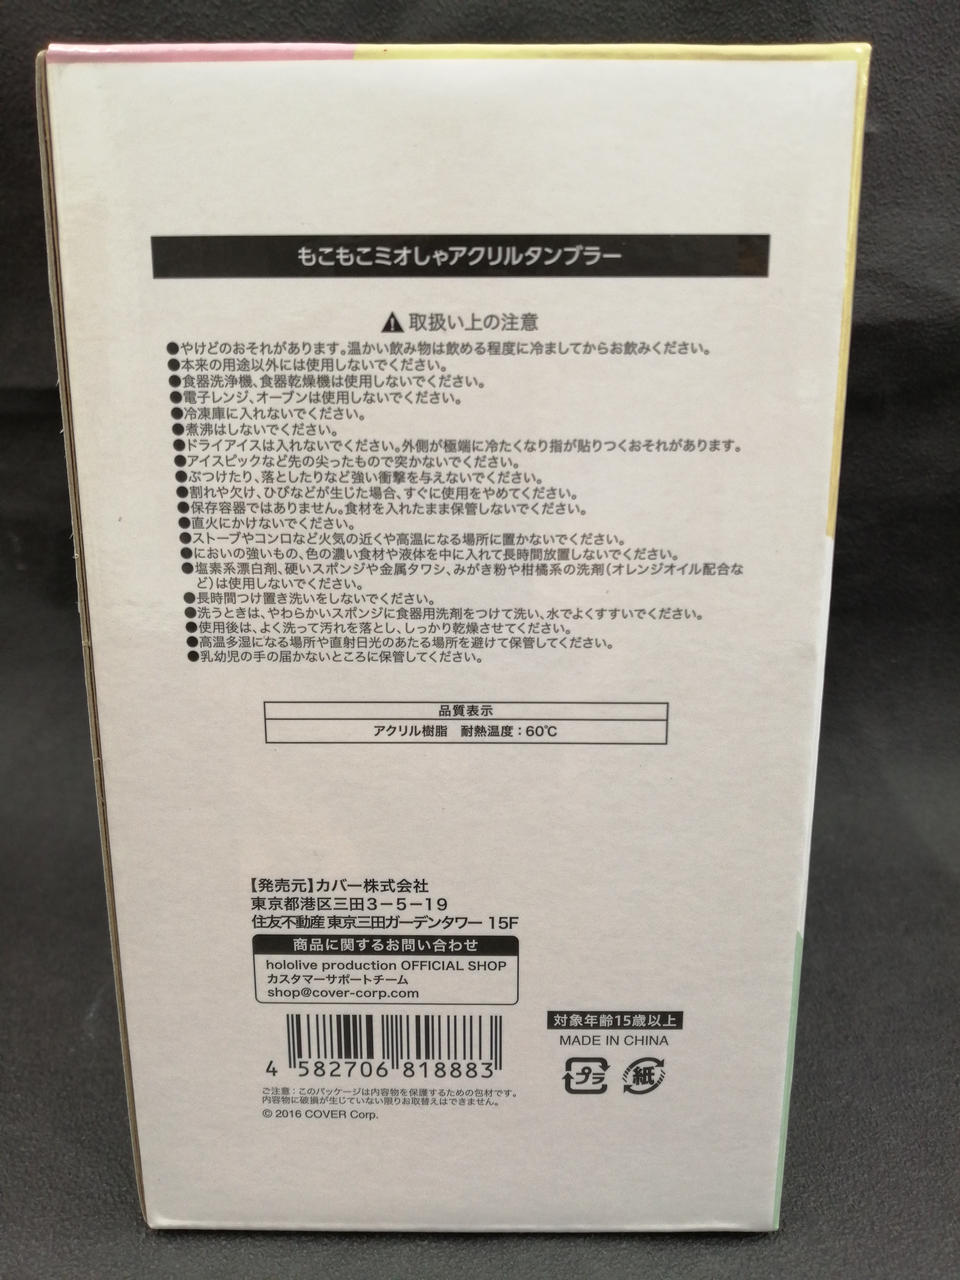 もこもこミオしゃアクリルタンブラー
取扱い上の注意
●やけどのおそれがあります。温かい飲み物は飲める程度に冷ましてからお飲みください。
●本来の用途以外には使用しないでください。
●食器洗浄機、食器乾燥機は使用しないでください。
●電子レンジ、オーブンは使用しないでください。
●冷凍庫に入れないでください。
●煮沸はしないでください。
●ドライアイスは入れないでください。外側が極端に冷たくなり指が貼りつくおそれがあります。
●アイスピックなど先の尖ったもので突かないでください。
●ぶつけたり、落としたりなど強い衝撃を与えないでください。
●割れや欠け、ひびなどが生じた場合、すぐに使用をやめてください。
●保存容器ではありません。食材を入れたまま保管しないでください。
●直火にかけないでください。
●ストーブやコンロなど火気の近くや高温になる場所に置かないでください。
●においの強いもの、色の濃い食材や液体を中に入れて長時間放置しないでください。
●塩素系漂白剤、硬いスポンジや金属タワシ、みがき粉や柑橘系の洗剤(オレンジオイル配合な
ど)は使用しないでください。
●長時間つけ置き洗いをしないでください。
●洗うときは、やわらかいスポンジに食器用洗剤をつけて洗い、水でよくすすいでください。
●使用後は、よく洗って汚れを落とし、しっかり乾燥させてください。
●高温多湿になる場所や直射日光のあたる場所を避けて保管してください。
●乳幼児の手の届かないところに保管してください。
品質表示
アクリル樹脂 耐熱温度：60℃
【発売元】カバー株式会社
東京都港区三田3−5−19
住友不動産 東京三田ガーデンタワー 15F
商品に関するお問い合わせ
hololive production OFFICIAL SHOP
カスタマーサポートチーム
shop@cover-corp.com
4 582706 818883
ご注意：このパッケージは内容物を保護するための包材です。
内容物に破損が生じていない限りお取替えはできません。
© 2016 COVER Corp.
対象年齢15歳以上
MADE IN CHINA
プラ 紙